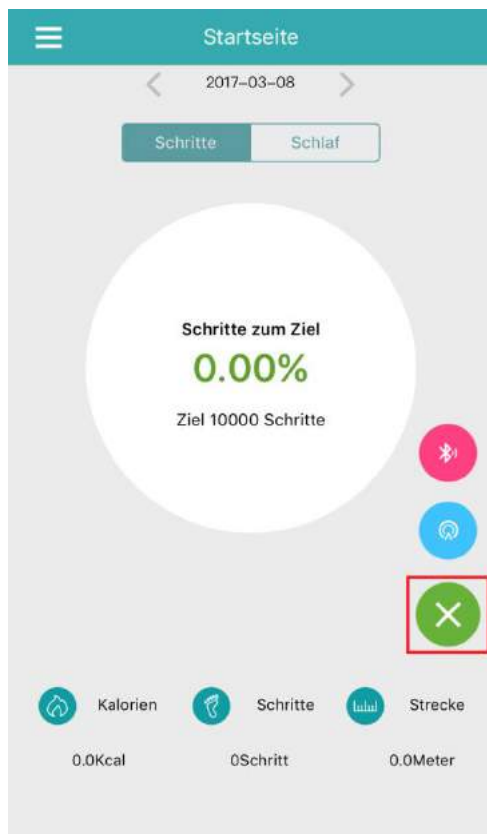 Startseite
2017–03–08
Schritte Schlaf
Schritte zum Ziel
0.00%
Ziel 10000 Schritte
Kalorien Schritte Strecke
0.0Kcal 0Schritt 0.0Meter